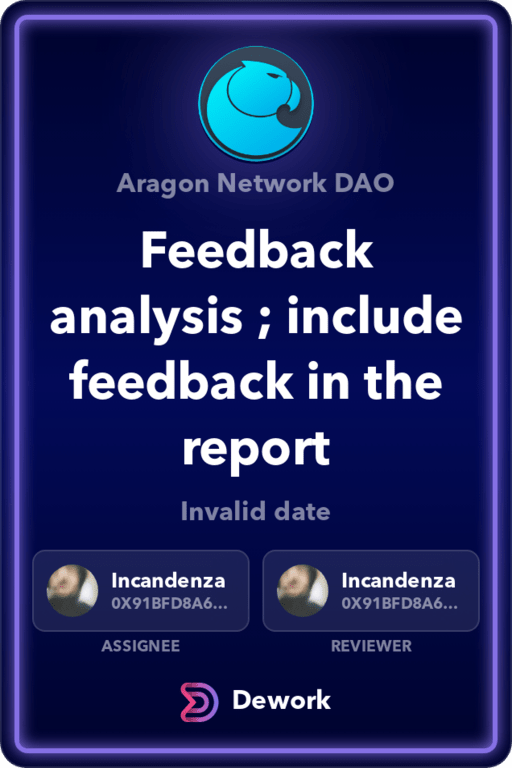 Aragon Network DAO
Feedback
analysis ; include
feedback in the
report
Invalid date
Incandenza
0X91BFD8A6...
ASSIGNEE
Incandenza
0X91BFD8A6...
REVIEWER
Dework